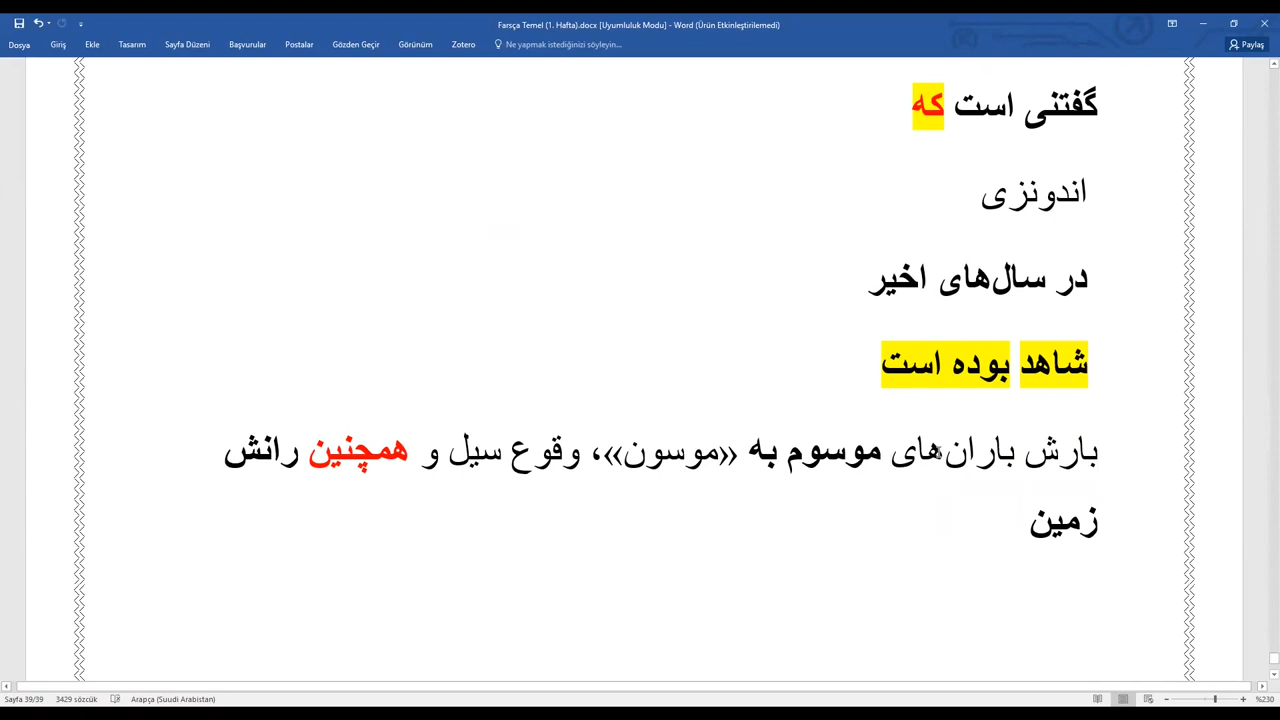 Farsça Temel (1. Hafta).docx [Uyumluluk Modu] - Word (Ürün Etkinleştirilemedi)
Dosya Giriş Ekle Tasarım Sayfa Düzeni Başvurular Postalar Gözden Geçir Görünüm Zotero Ne yapmak istediğinizi söyleyin... Paylaş
گفتنی است که
اندونزی
در سال‌های اخیر
شاهد بوده است
بارش باران‌های موسوم به «موسون»، وقوع سیل و همچنین رانش
زمین
Sayfa 39/39 3429 sözcük Arapça (Suudi Arabistan) %230